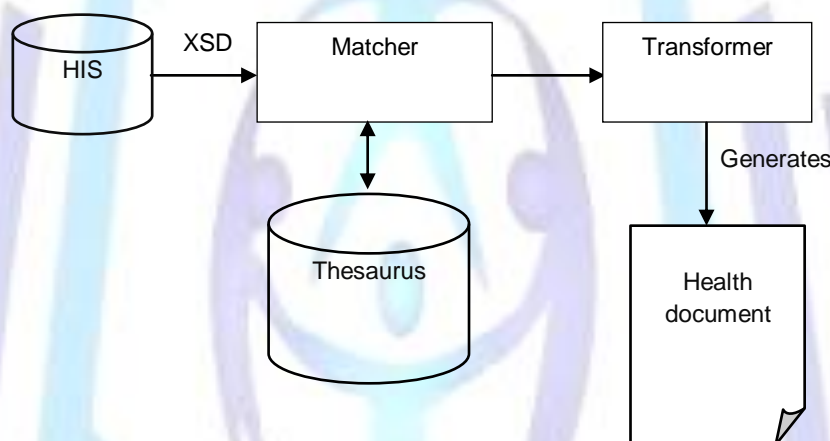 XSD
HIS
Matcher
Transformer
Generates
Thesaurus
Health
document